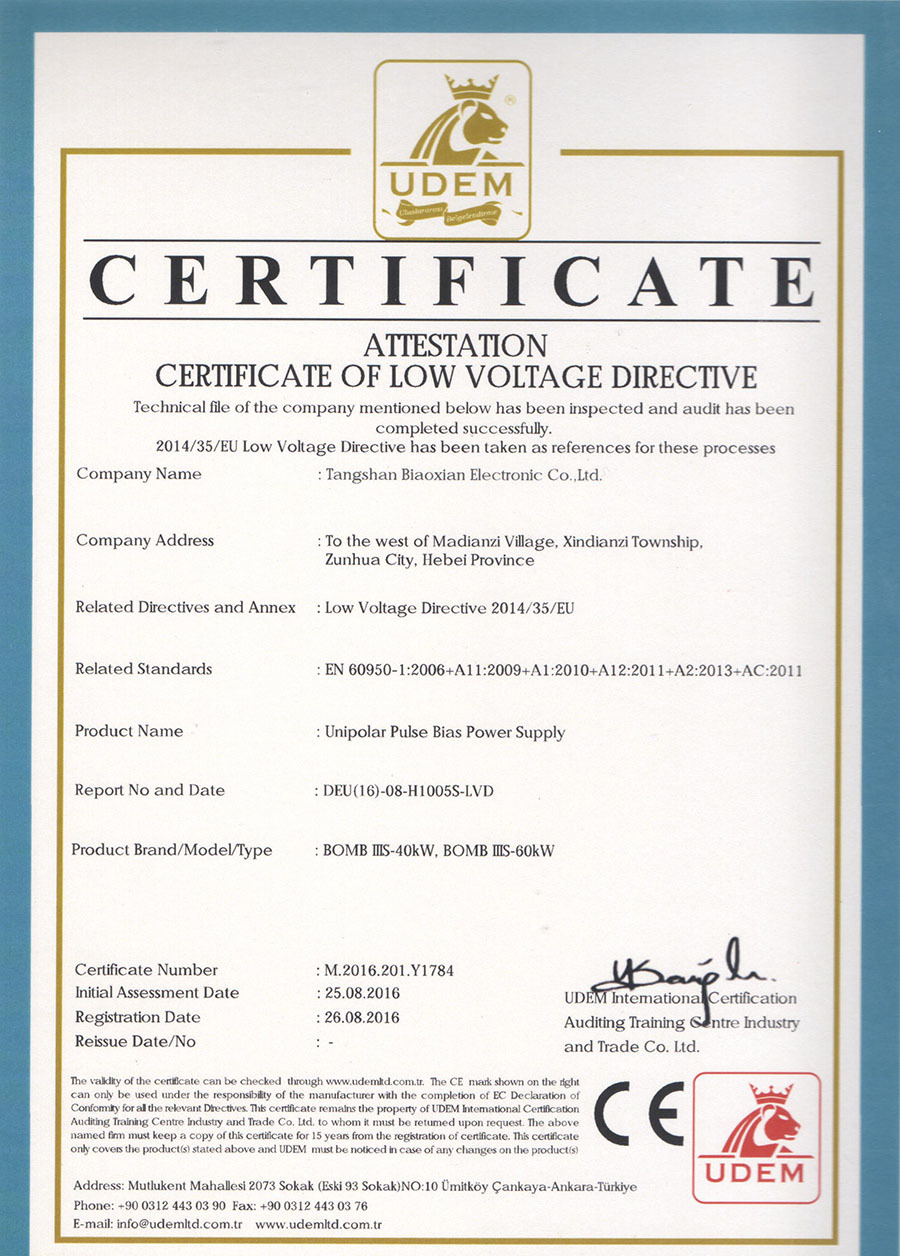 UDEM
®
Uluslararası Belgelendirme
CERTIFICATE
ATTESTATION
CERTIFICATE OF LOW VOLTAGE DIRECTIVE
Technical file of the company mentioned below has been inspected and audit has been
completed successfully.
2014/35/EU Low Voltage Directive has been taken as references for these processes
Company Name : Tangshan Biaoxian Electronic Co.,Ltd.
Company Address : To the west of Madianzi Village, Xindianzi Township,
Zunhua City, Hebei Province
Related Directives and Annex : Low Voltage Directive 2014/35/EU
Related Standards : EN 60950-1:2006+A11:2009+A1:2010+A12:2011+A2:2013+AC:2011
Product Name : Unipolar Pulse Bias Power Supply
Report No and Date : DEU(16)-08-H1005S-LVD
Product Brand/Model/Type : BOMB IIIS-40kW, BOMB IIIS-60kW
Certificate Number : M.2016.201.Y1784
Initial Assessment Date : 25.08.2016
Registration Date : 26.08.2016
Reissue Date/No : -
UDEM International Certification
Auditing Training Centre Industry
and Trade Co. Ltd.
The validity of the certificate can be checked through www.udemltd.com.tr. The CE mark shown on the right
can only be used under the responsibility of the manufacturer with the completion of EC Declaration of
Conformity for all the relevant Directives. This certificate remains the property of UDEM International Certification
Auditing Training Centre Industry and Trade Co. Ltd. to whom it must be returned upon request. The above
named firm must keep a copy of this certificate for 15 years from the registration of certificate. This certificate
only covers the product(s) stated above and UDEM must be noticed in case of any changes on the product(s)
CE
UDEM
Address: Mutlukent Mahallesi 2073 Sokak (Eski 93 Sokak)NO:10 Ümitköy Çankaya-Ankara-Türkiye
Phone: +90 0312 443 03 90 Fax: +90 0312 443 03 76
E-mail: info@udemltd.com.tr www.udemltd.com.tr